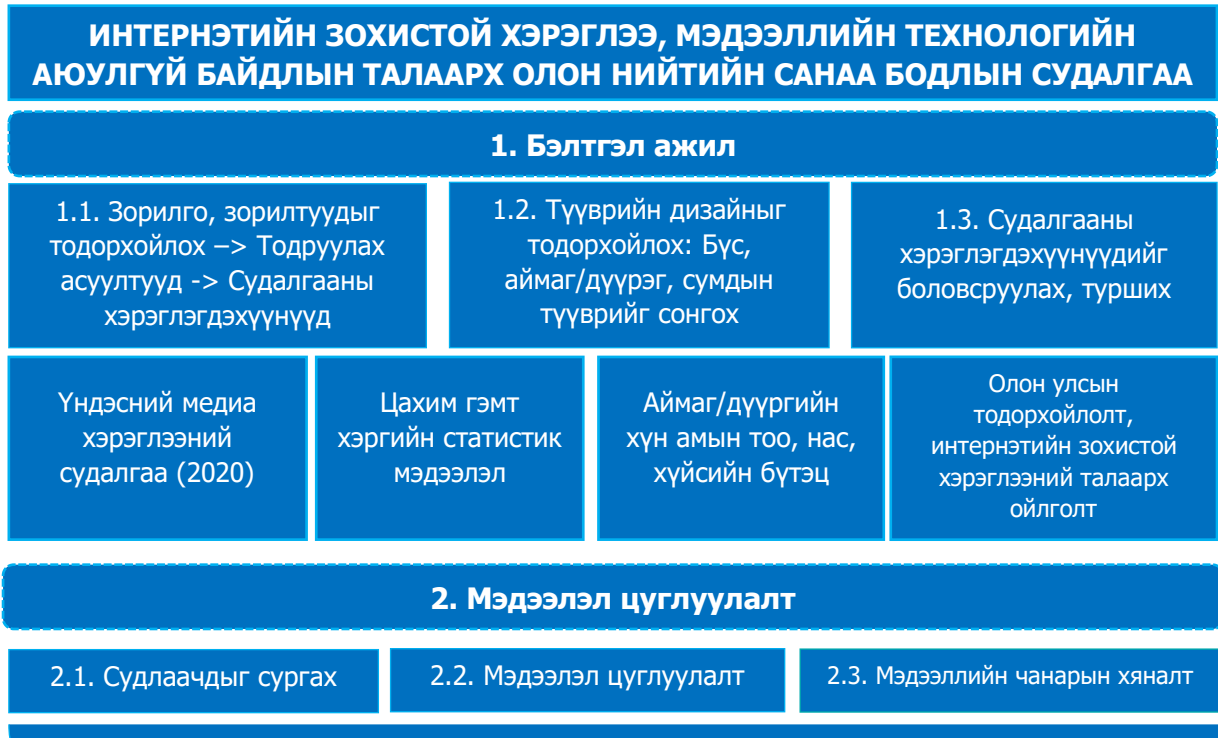 ИНТЕРНЭТИЙН ЗОХИСТОЙ ХЭРЭГЛЭЭ, МЭДЭЭЛЛИЙН ТЕХНОЛОГИЙН
АЮУЛГҮЙ БАЙДЛЫН ТАЛААРХ ОЛОН НИЙТИЙН САНАА БОДЛЫН СУДАЛГАА
1. Бэлтгэл ажил
1.1. Зорилго, зорилтуудыг
тодорхойлох –> Тодруулах
асуултууд -> Судалгааны
хэрэглэгдэхүүнүүд
1.2. Түүврийн дизайныг
тодорхойлох: Бүс,
аймаг/дүүрэг, сумдын
түүврийг сонгох
1.3. Судалгааны
хэрэглэгдэхүүнүүдийг
боловсруулах, турших
Үндэсний медиа
хэрэглээний
судалгаа (2020)
Цахим гэмт
хэргийн статистик
мэдээлэл
Аймаг/дүүргийн
хүн амын тоо, нас,
хүйсийн бүтэц
Олон улсын
тодорхойлолт,
интернэтийн зохистой
хэрэглээний талаарх
ойлголт
2. Мэдээлэл цуглуулалт
2.1. Судлаачдыг сургах
2.2. Мэдээлэл цуглуулалт
2.3. Мэдээллийн чанарын хяналт